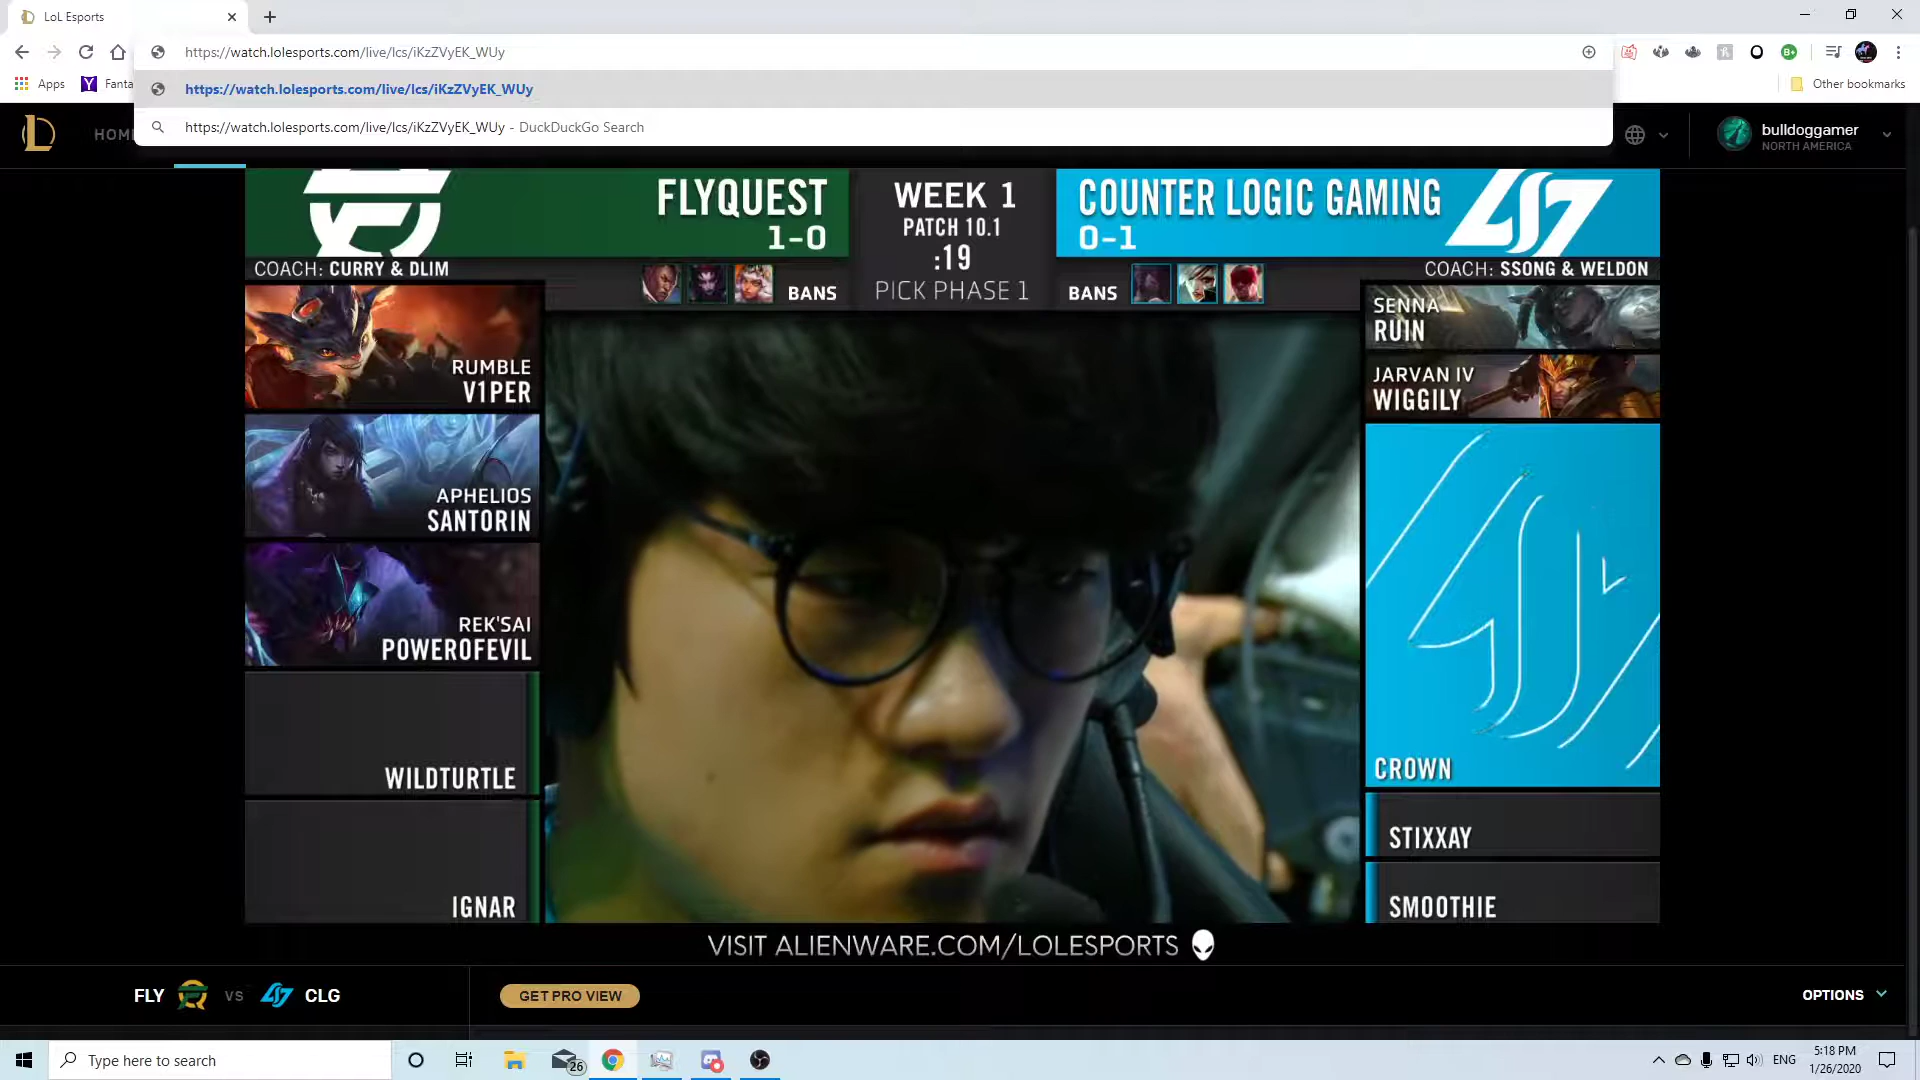 LoL Esports
https://watch.lolesports.com/live/lcs/iKzZVyEK_WUy
Apps
Fanta
https://watch.lolesports.com/live/lcs/iKzZVyEK_WUy
Other bookmarks
https://watch.lolesports.com/live/lcs/iKzZVyEK_WUy - DuckDuckGo Search
HOM
bulldoggamer
NORTH AMERICA
FLYQUEST
1-0
WEEK 1
PATCH 10.1
:19
PICK PHASE 1
COUNTER LOGIC GAMING
0-1
COACH: CURRY & DLIM
BANS
BANS
COACH: SSONG & WELDON
RUMBLE
V1PER
APHELIOS
SANTORIN
REK'SAI
POWEROFEVIL
WILDTURTLE
IGNAR
SENNA
RUIN
JARVAN IV
WIGGILY
CROWN
STIXXAY
SMOOTHIE
VISIT ALIENWARE.COM/LOLESPORTS
FLY VS CLG
GET PRO VIEW
OPTIONS
Type here to search
26
ENG
5:18 PM
1/26/2020